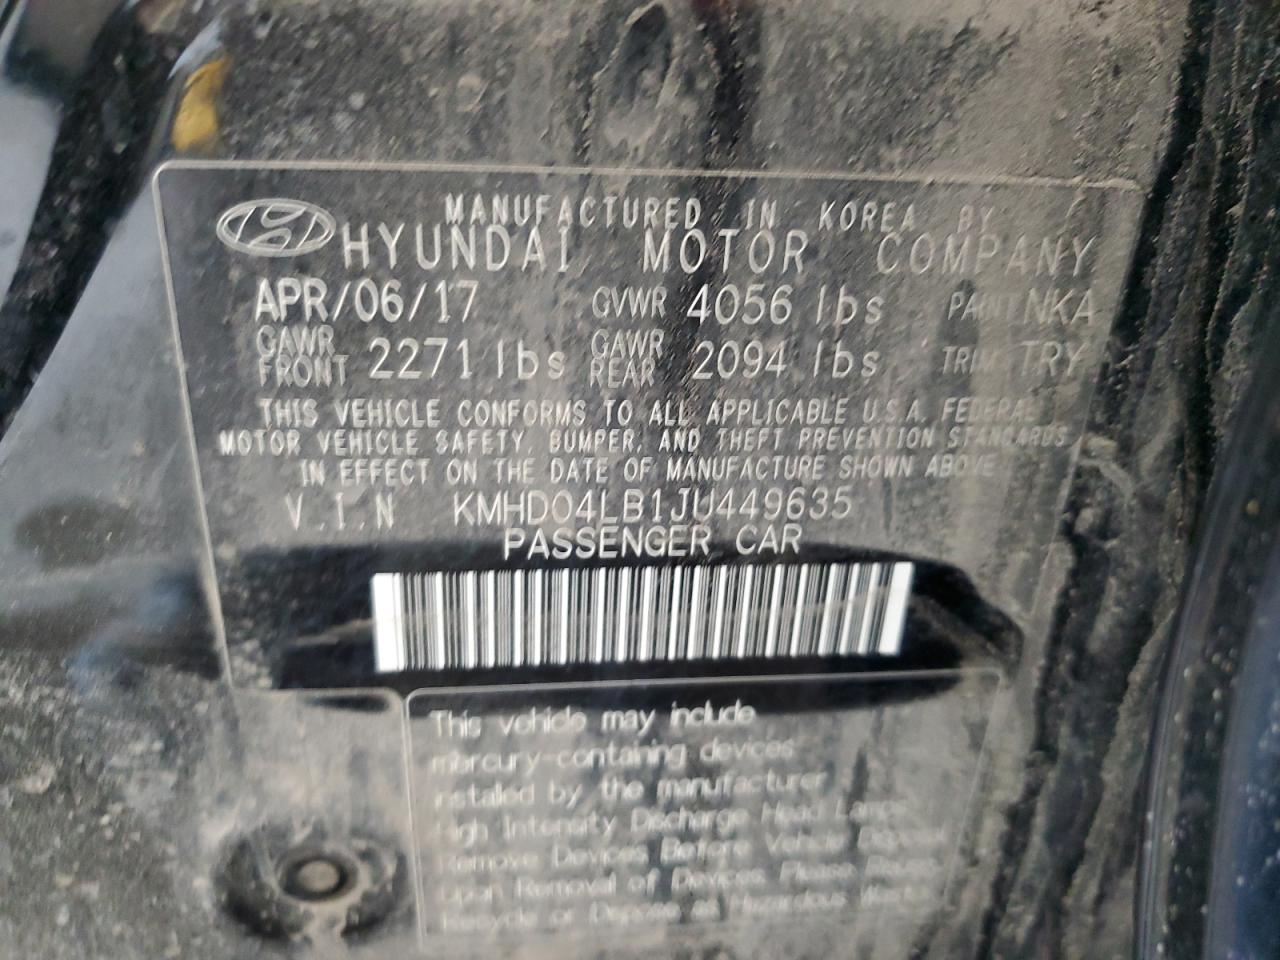 MANUFACTURED IN KOREA BY
HYUNDAI MOTOR COMPANY
APR/06/17 GVWR 4056 lbs PAINT NKA
GAWR FRONT 2271 lbs GAWR REAR 2094 lbs TRIM TRY
THIS VEHICLE CONFORMS TO ALL APPLICABLE U.S.A. FEDERAL
MOTOR VEHICLE SAFETY, BUMPER, AND THEFT PREVENTION STANDARDS
IN EFFECT ON THE DATE OF MANUFACTURE SHOWN ABOVE
V.I.N KMHD04LB1JU449635
PASSENGER CAR
This vehicle may include
mercury-containing devices
installed by the manufacturer
High Intensity Discharge Head Lamps
Remove Devices Before Vehicle Disposal
Upon Removal of Devices Please Reuse,
Recycle or Dispose as Hazardous Waste